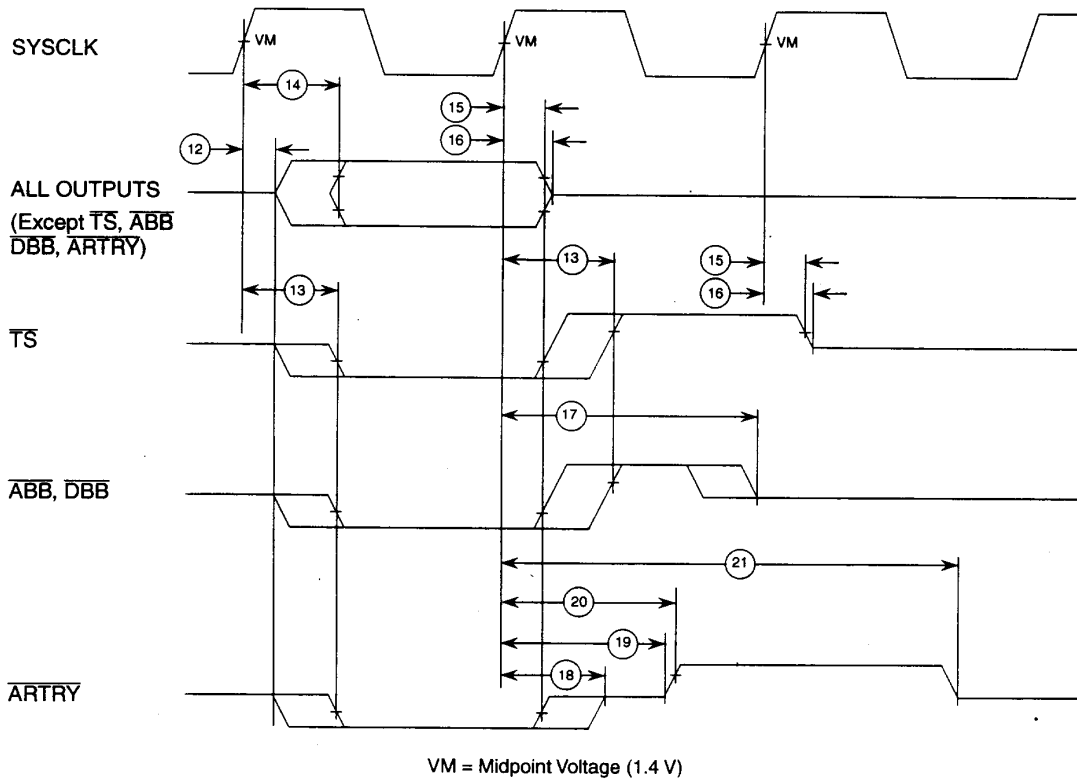 SYSCLK
VM
VM
VM
14
15
16
12
ALL OUTPUTS
(Except TS, ABB
DBB, ARTRY)
13
15
16
13
TS
17
ABB, DBB
21
20
19
18
ARTRY
VM = Midpoint Voltage (1.4 V)